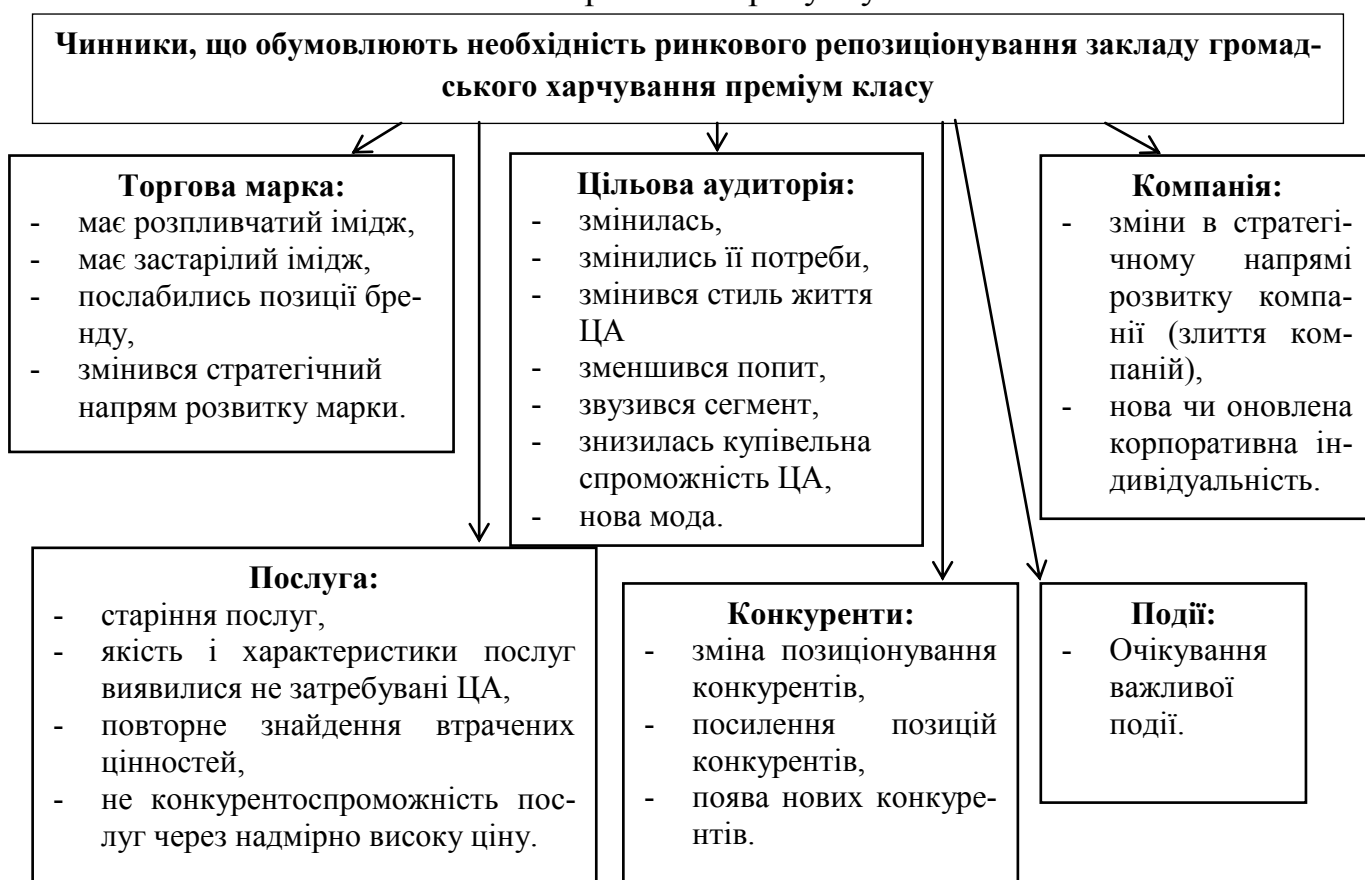 Чинники, що обумовлюють необхідність ринкового репозиціонування закладу громад-
ського харчування преміум класу
Торгова марка:
- має розпливчатий імідж,
- має застарілий імідж,
- послабились позиції бре-
нду,
- змінився стратегічний
напрям розвитку марки.
Цільова аудиторія:
- змінилась,
- змінились її потреби,
- змінився стиль життя
ЦА
- зменшився попит,
- звузився сегмент,
- знизилась купівельна
спроможність ЦА,
- нова мода.
Компанія:
- зміни в стратегі-
чному напрямі
розвитку компа-
нії (злиття ком-
паній),
- нова чи оновлена
корпоративна ін-
дивідуальність.
Послуга:
- старіння послуг,
- якість і характеристики послуг
виявилися не затребувані ЦА,
- повторне знайдення втрачених
цінностей,
- не конкурентоспроможність пос-
луг через надмірно високу ціну.
Конкуренти:
- зміна позиціонування
конкурентів,
- посилення позицій
конкурентів,
- поява нових конкуре-
нтів.
Події:
- Очікування
важливої
події.